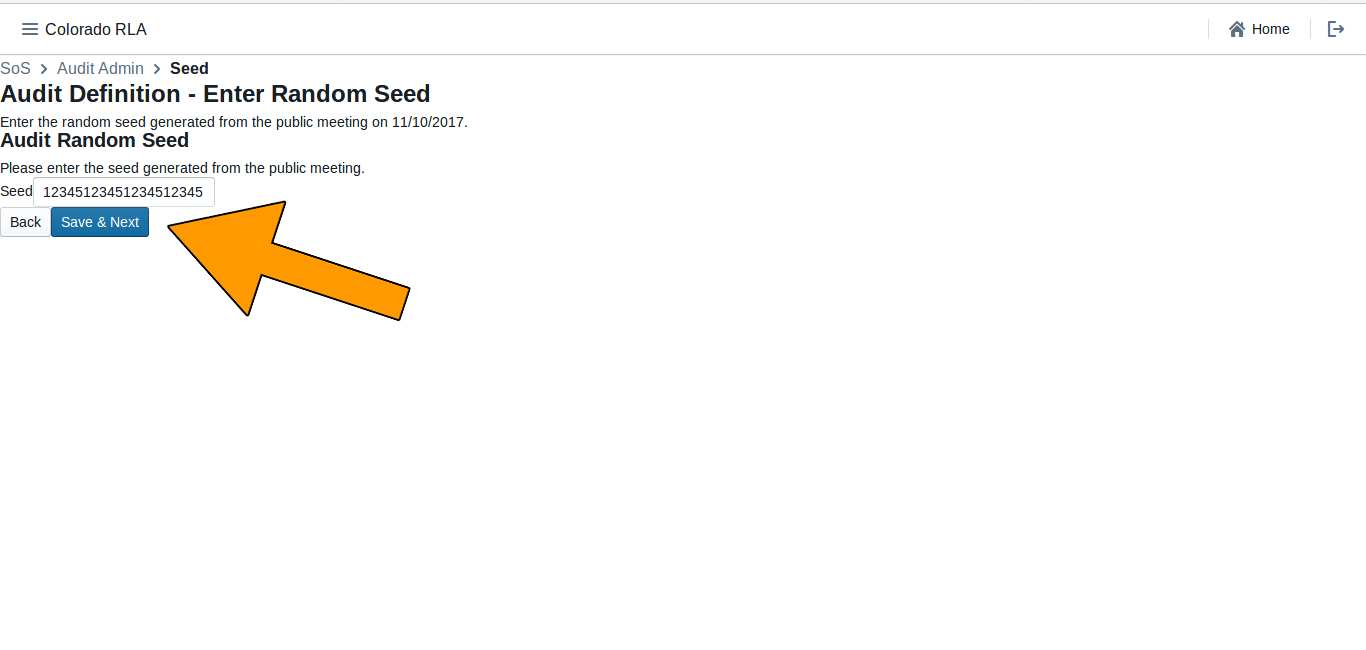 Colorado RLA Home
SoS > Audit Admin > Seed
Audit Definition - Enter Random Seed
Enter the random seed generated from the public meeting on 11/10/2017.
Audit Random Seed
Please enter the seed generated from the public meeting.
Seed 12345123451234512345
Back Save & Next